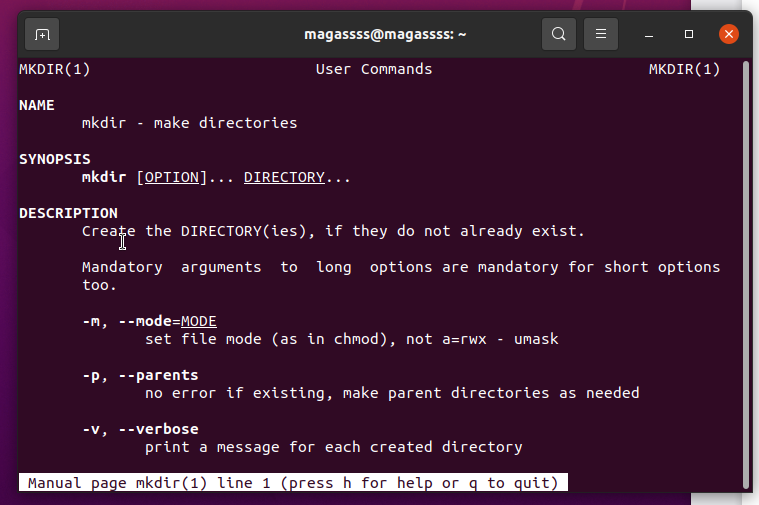 magassss@magassss: ~
MKDIR(1) User Commands MKDIR(1)
NAME
mkdir - make directories
SYNOPSIS
mkdir [OPTION]... DIRECTORY...
DESCRIPTION
Create the DIRECTORY(ies), if they do not already exist.
Mandatory arguments to long options are mandatory for short options
too.
-m, --mode=MODE
set file mode (as in chmod), not a=rwx - umask
-p, --parents
no error if existing, make parent directories as needed
-v, --verbose
print a message for each created directory
Manual page mkdir(1) line 1 (press h for help or q to quit)